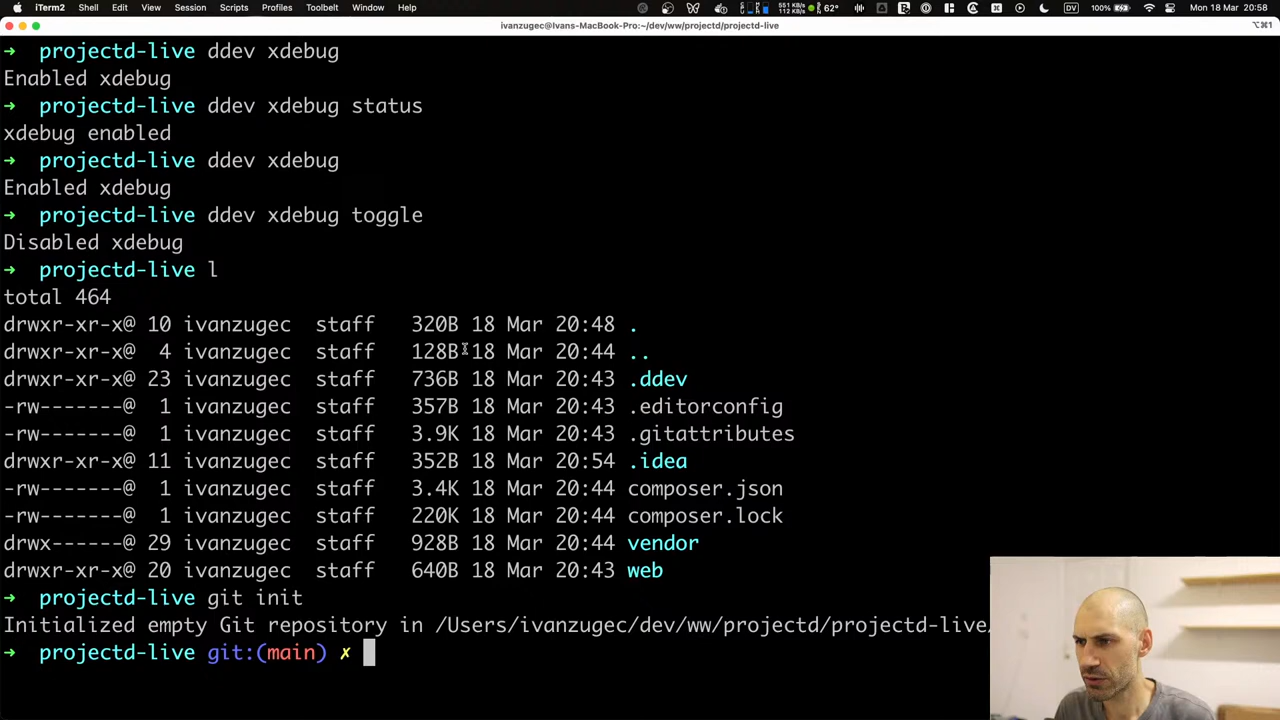 iTerm2 Shell Edit View Session Scripts Profiles Toolbelt Window Help 551 KB/s 112 KB/s 62° DV 100% Mon 18 Mar 20:58
ivanzugec@Ivans-MacBook-Pro:~/dev/ww/projectd/projectd-live ⌥⌘1
➜ projectd-live ddev xdebug
Enabled xdebug
➜ projectd-live ddev xdebug status
xdebug enabled
➜ projectd-live ddev xdebug
Enabled xdebug
➜ projectd-live ddev xdebug toggle
Disabled xdebug
➜ projectd-live l
total 464
drwxr-xr-x@ 10 ivanzugec staff 320B 18 Mar 20:48 .
drwxr-xr-x@ 4 ivanzugec staff 128B 18 Mar 20:44 ..
drwxr-xr-x@ 23 ivanzugec staff 736B 18 Mar 20:43 .ddev
-rw-------@ 1 ivanzugec staff 357B 18 Mar 20:43 .editorconfig
-rw-------@ 1 ivanzugec staff 3.9K 18 Mar 20:43 .gitattributes
drwxr-xr-x@ 11 ivanzugec staff 352B 18 Mar 20:54 .idea
-rw-------@ 1 ivanzugec staff 3.4K 18 Mar 20:44 composer.json
-rw-------@ 1 ivanzugec staff 220K 18 Mar 20:44 composer.lock
drwx------@ 29 ivanzugec staff 928B 18 Mar 20:44 vendor
drwxr-xr-x@ 20 ivanzugec staff 640B 18 Mar 20:43 web
➜ projectd-live git init
Initialized empty Git repository in /Users/ivanzugec/dev/ww/projectd/projectd-live/
➜ projectd-live git:(main) ✗